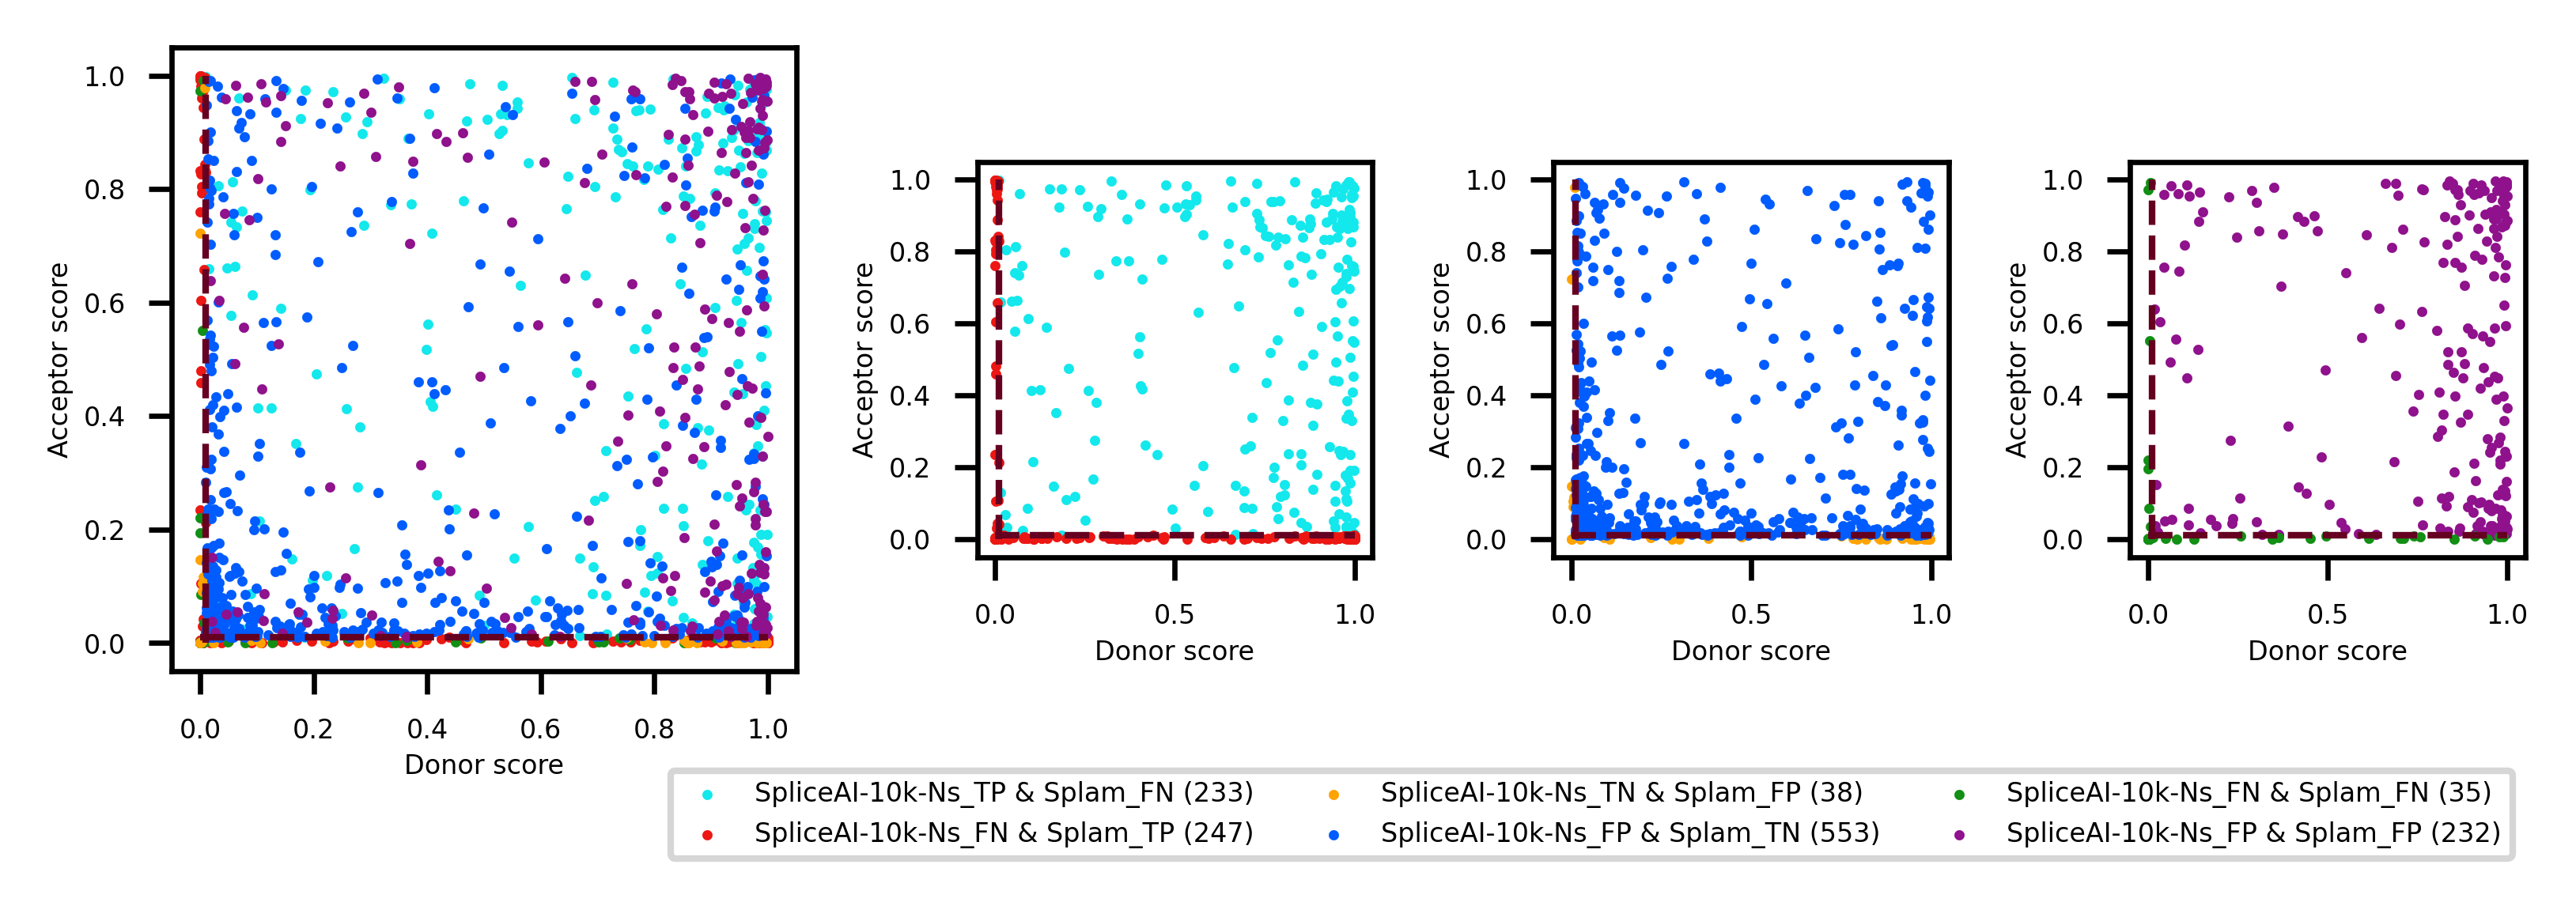 1.0
0.8
0.6
0.4
0.2
0.0
Acceptor score
0.0 0.2 0.4 0.6 0.8 1.0
Donor score
1.0
0.8
0.6
0.4
0.2
0.0
Acceptor score
0.0 0.5 1.0
Donor score
1.0
0.8
0.6
0.4
0.2
0.0
Acceptor score
0.0 0.5 1.0
Donor score
1.0
0.8
0.6
0.4
0.2
0.0
Acceptor score
0.0 0.5 1.0
Donor score
SpliceAI-10k-Ns_TP & Splam_FN (233)
SpliceAI-10k-Ns_FN & Splam_TP (247)
SpliceAI-10k-Ns_TN & Splam_FP (38)
SpliceAI-10k-Ns_FP & Splam_TN (553)
SpliceAI-10k-Ns_FN & Splam_FN (35)
SpliceAI-10k-Ns_FP & Splam_FP (232)